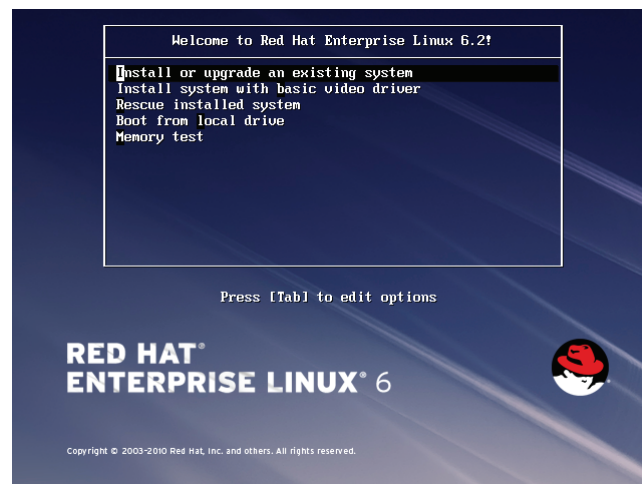 Welcome to Red Hat Enterprise Linux 6.2!
Install or upgrade an existing system
Install system with basic video driver
Rescue installed system
Boot from local drive
Memory test
Press [Tab] to edit options
RED HAT®
ENTERPRISE LINUX® 6
Copyright © 2003-2010 Red Hat, Inc. and others. All rights reserved.